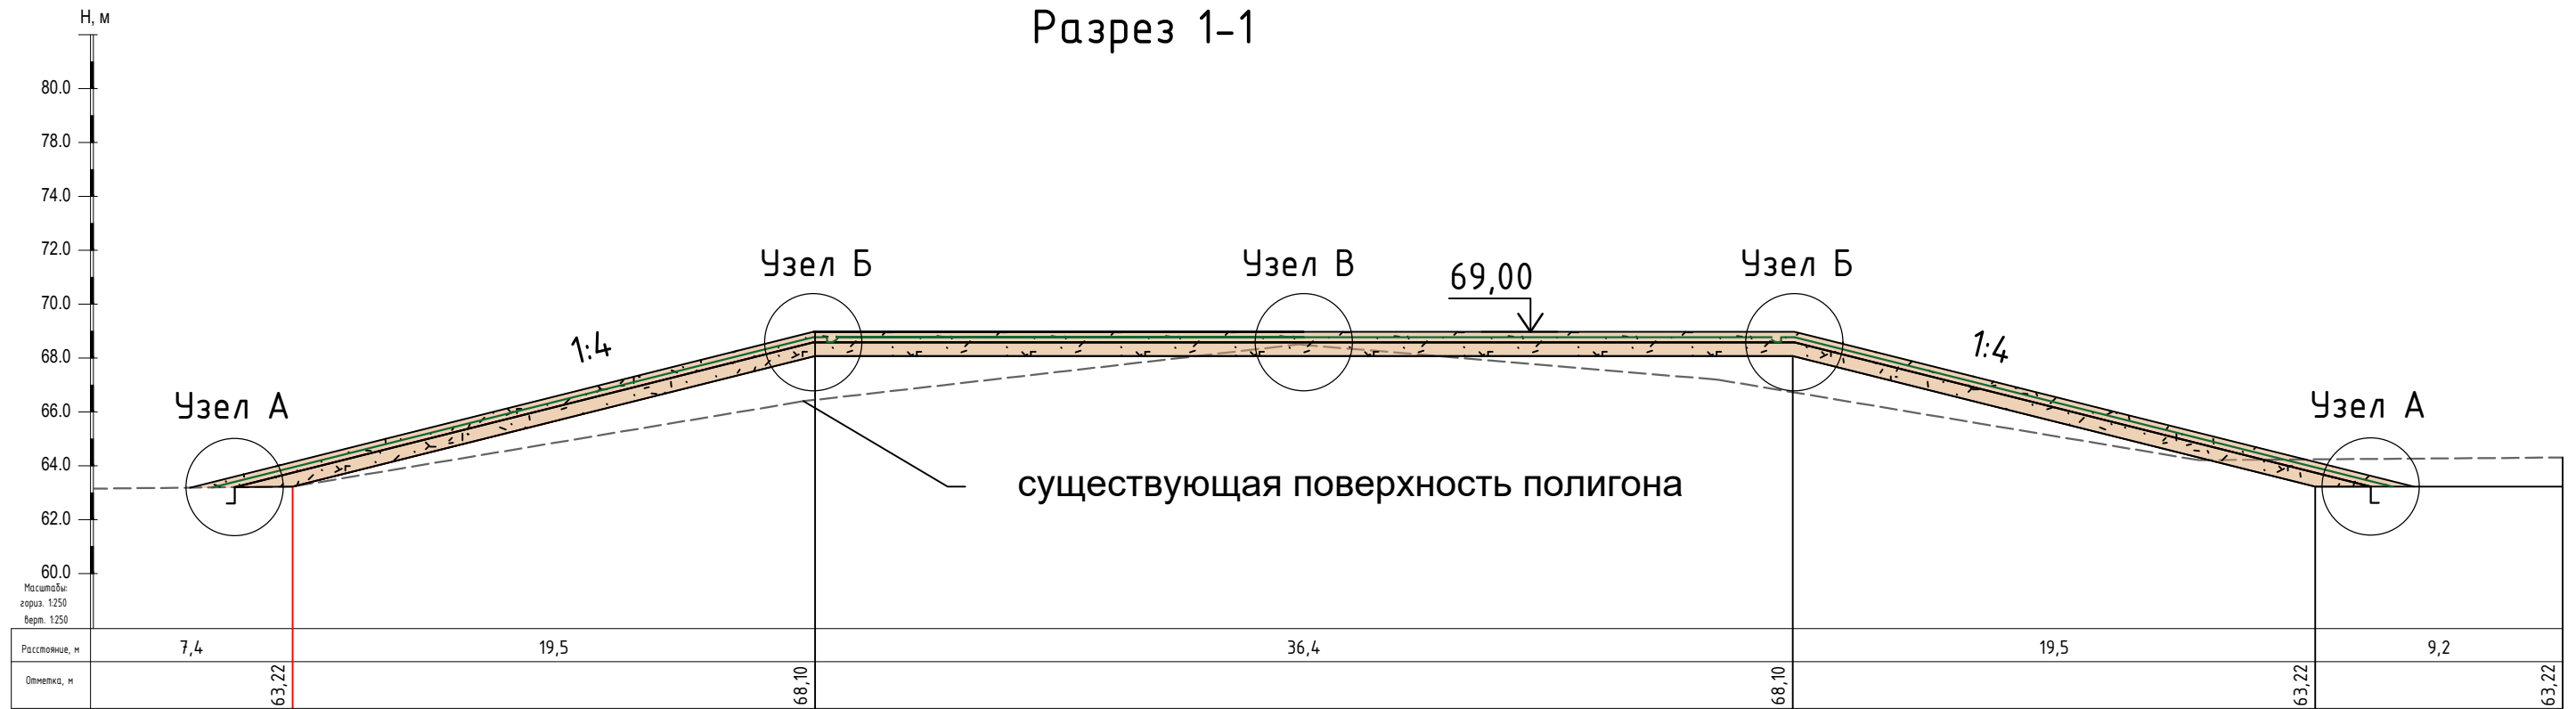 Разрез 1-1
Н, м
80.0
78.0
74.0
72.0
70.0
68.0
66.0
64.0
62.0
60.0
Узел А
1:4
Узел Б
Узел В
69,00
Узел Б
1:4
Узел А
существующая поверхность полигона
Масштабы:
гориз. 1:250
верт. 1:250
Расстояние, м
7,4
19,5
36,4
19,5
9,2
Отметка, м
63,22
68,10
68,10
63,22
63,22